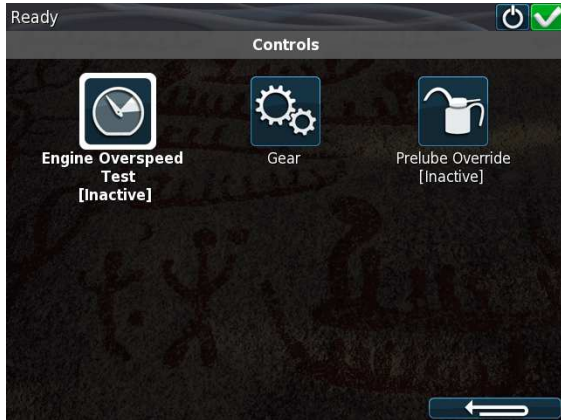 Ready
Controls
Engine Overspeed
Test
[Inactive]
Gear
Prelube Override
[Inactive]